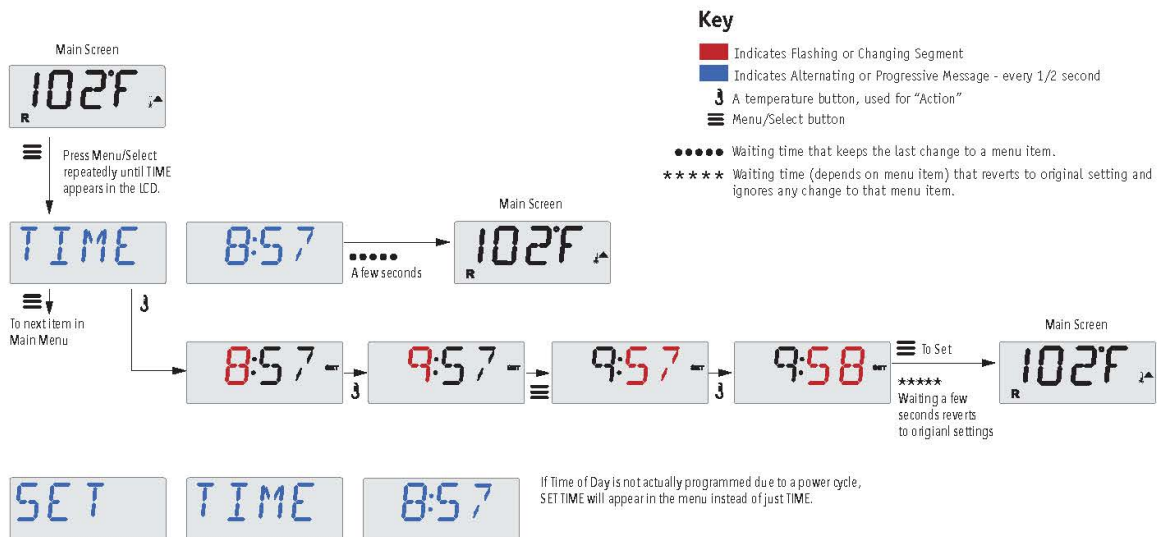 Key
Indicates Flashing or Changing Segment
Indicates Alternating or Progressive Message - every 1/2 second
A temperature button, used for “Action”
Menu/Select button
••••• Waiting time that keeps the last change to a menu item.
***** Waiting time (depends on menu item) that reverts to original setting and
ignores any change to that menu item.
Main Screen
102°F
R
Press Menu/Select
repeatedly until TIME
appears in the LCD.
TIME
8:57
•••••
A few seconds
Main Screen
102°F
R
To next item in
Main Menu
8:57 SET
9:57 SET
9:57 SET
9:58 SET
To Set
*****
Waiting a few
seconds reverts
to origianl settings
Main Screen
102°F
R
SET
TIME
8:57
If Time of Day is not actually programmed due to a power cycle,
SET TIME will appear in the menu instead of just TIME.